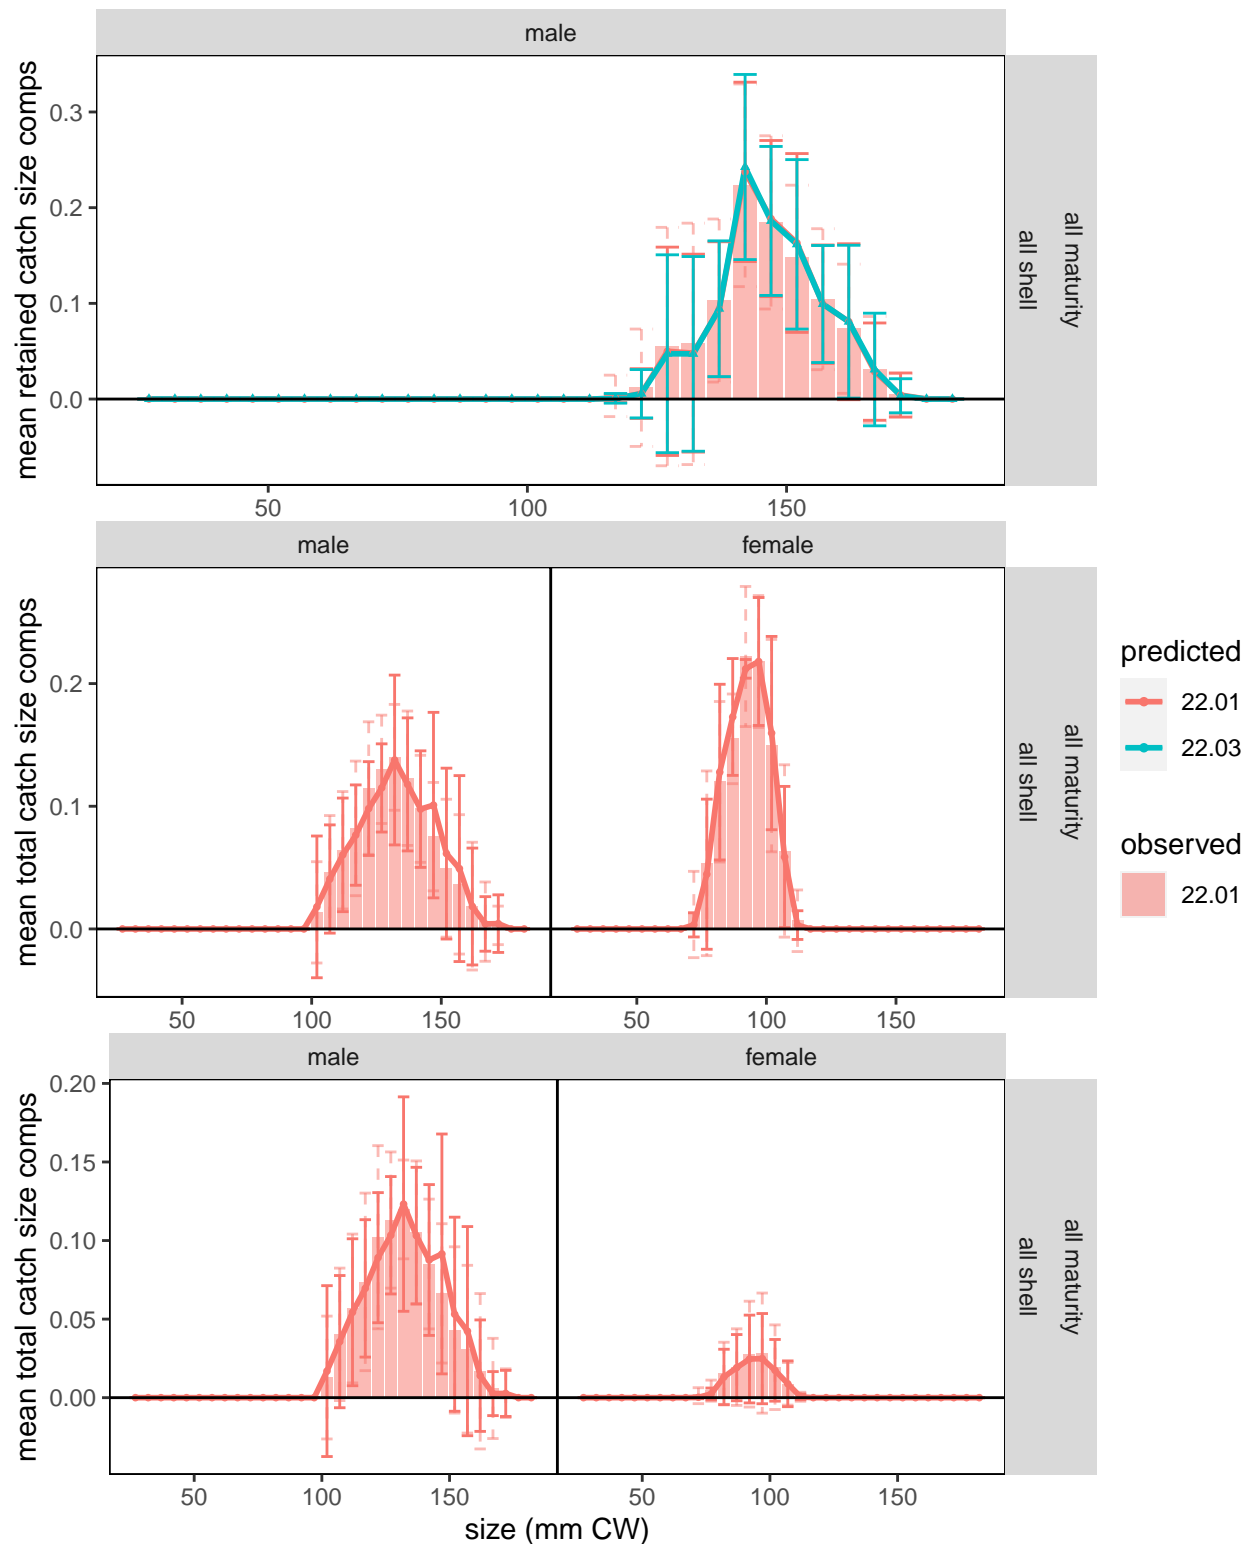 male
mean retained catch size comps
0.3
0.2
0.1
0.0
50
100
150
all maturity
all shell
male
female
mean total catch size comps
0.2
0.1
0.0
50
100
150
50
100
150
all maturity
all shell
predicted
22.01
22.03
observed
22.01
male
female
mean total catch size comps
0.20
0.15
0.10
0.05
0.00
50
100
150
50
100
150
all maturity
all shell
size (mm CW)